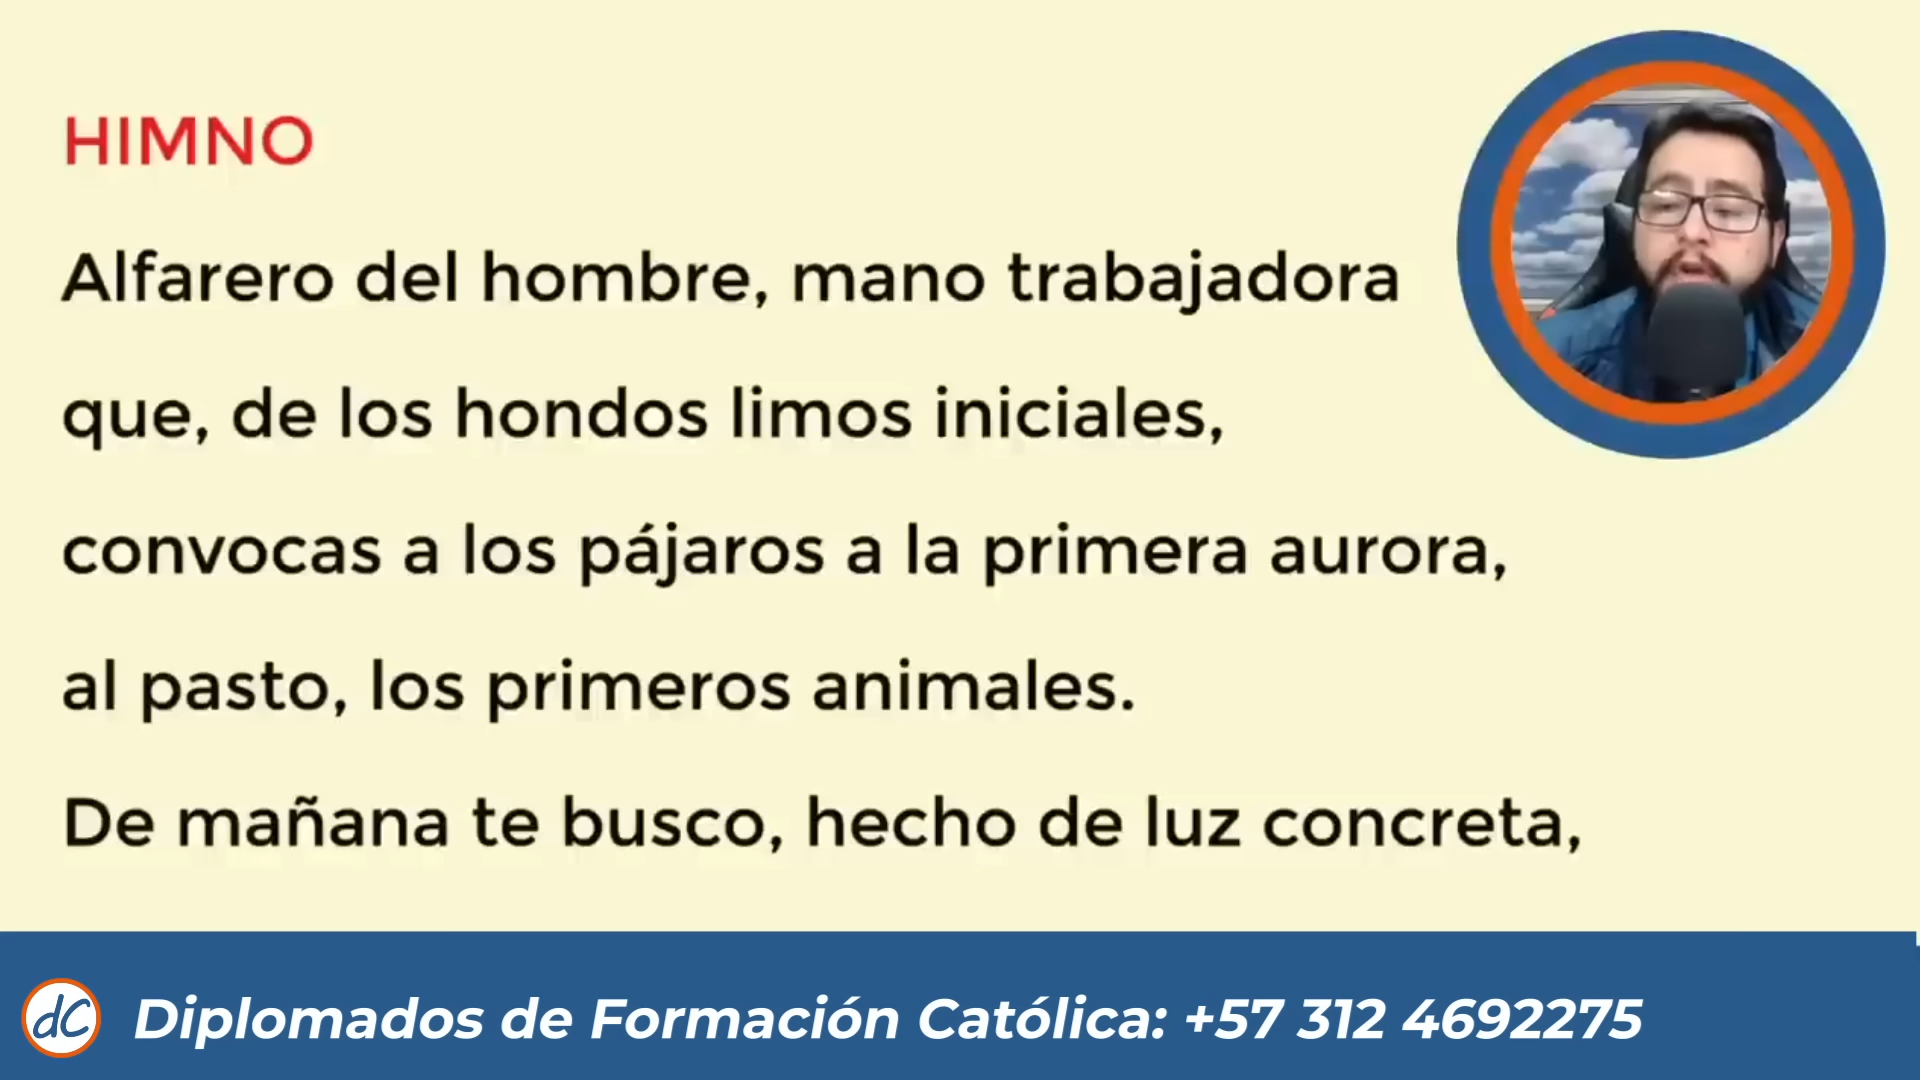 HIMNO
Alfarero del hombre, mano trabajadora
que, de los hondos limos iniciales,
convocas a los pájaros a la primera aurora,
al pasto, los primeros animales.
De mañana te busco, hecho de luz concreta,
dC Diplomados de Formación Católica: +57 312 4692275